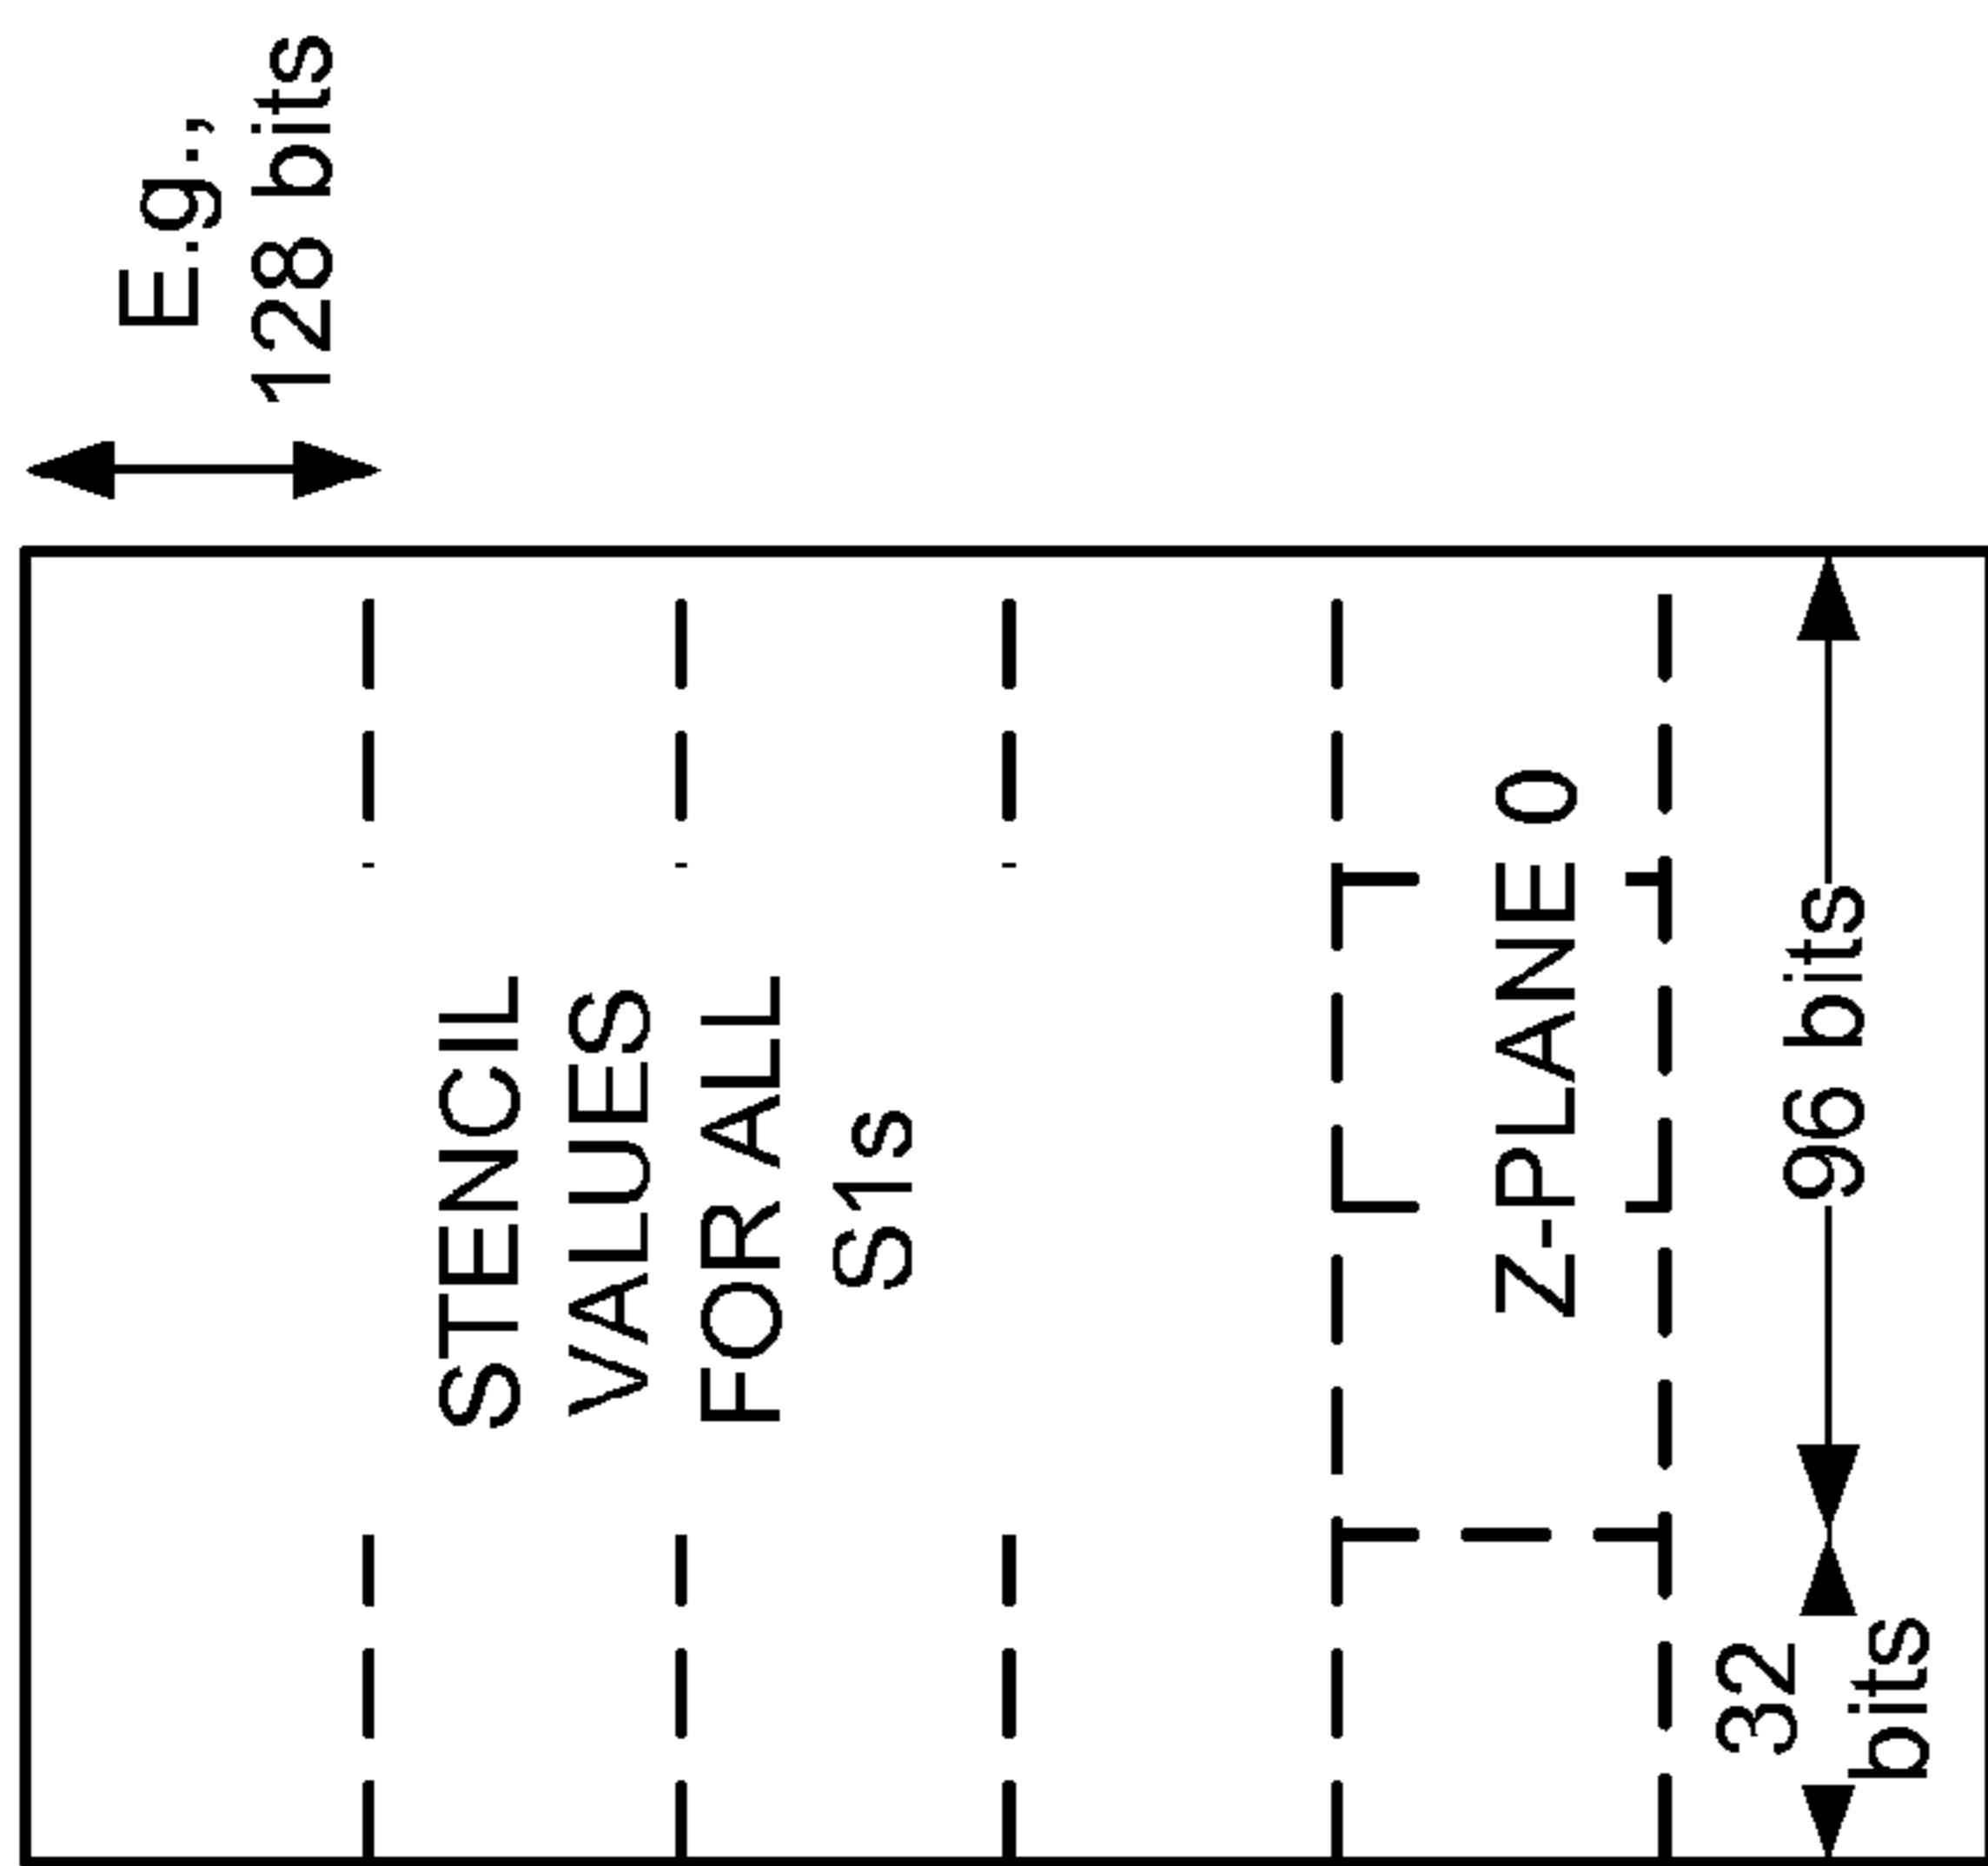 E.g.,
128 bits
STENCIL
VALUES
FOR ALL
S1s
Z-PLANE 0
32
bits
96 bits